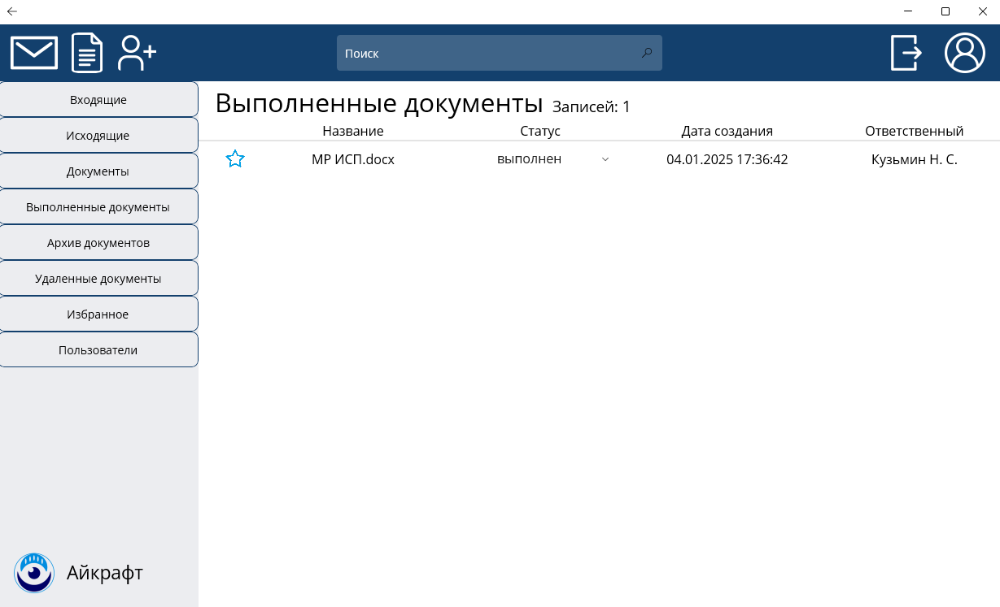 Поиск
Входящие
Исходящие
Документы
Выполненные документы
Архив документов
Удаленные документы
Избранное
Пользователи
Айкрафт
Выполненные документы Записей: 1
Название Статус Дата создания Ответственный
МР ИСП.docx выполнен 04.01.2025 17:36:42 Кузьмин Н. С.